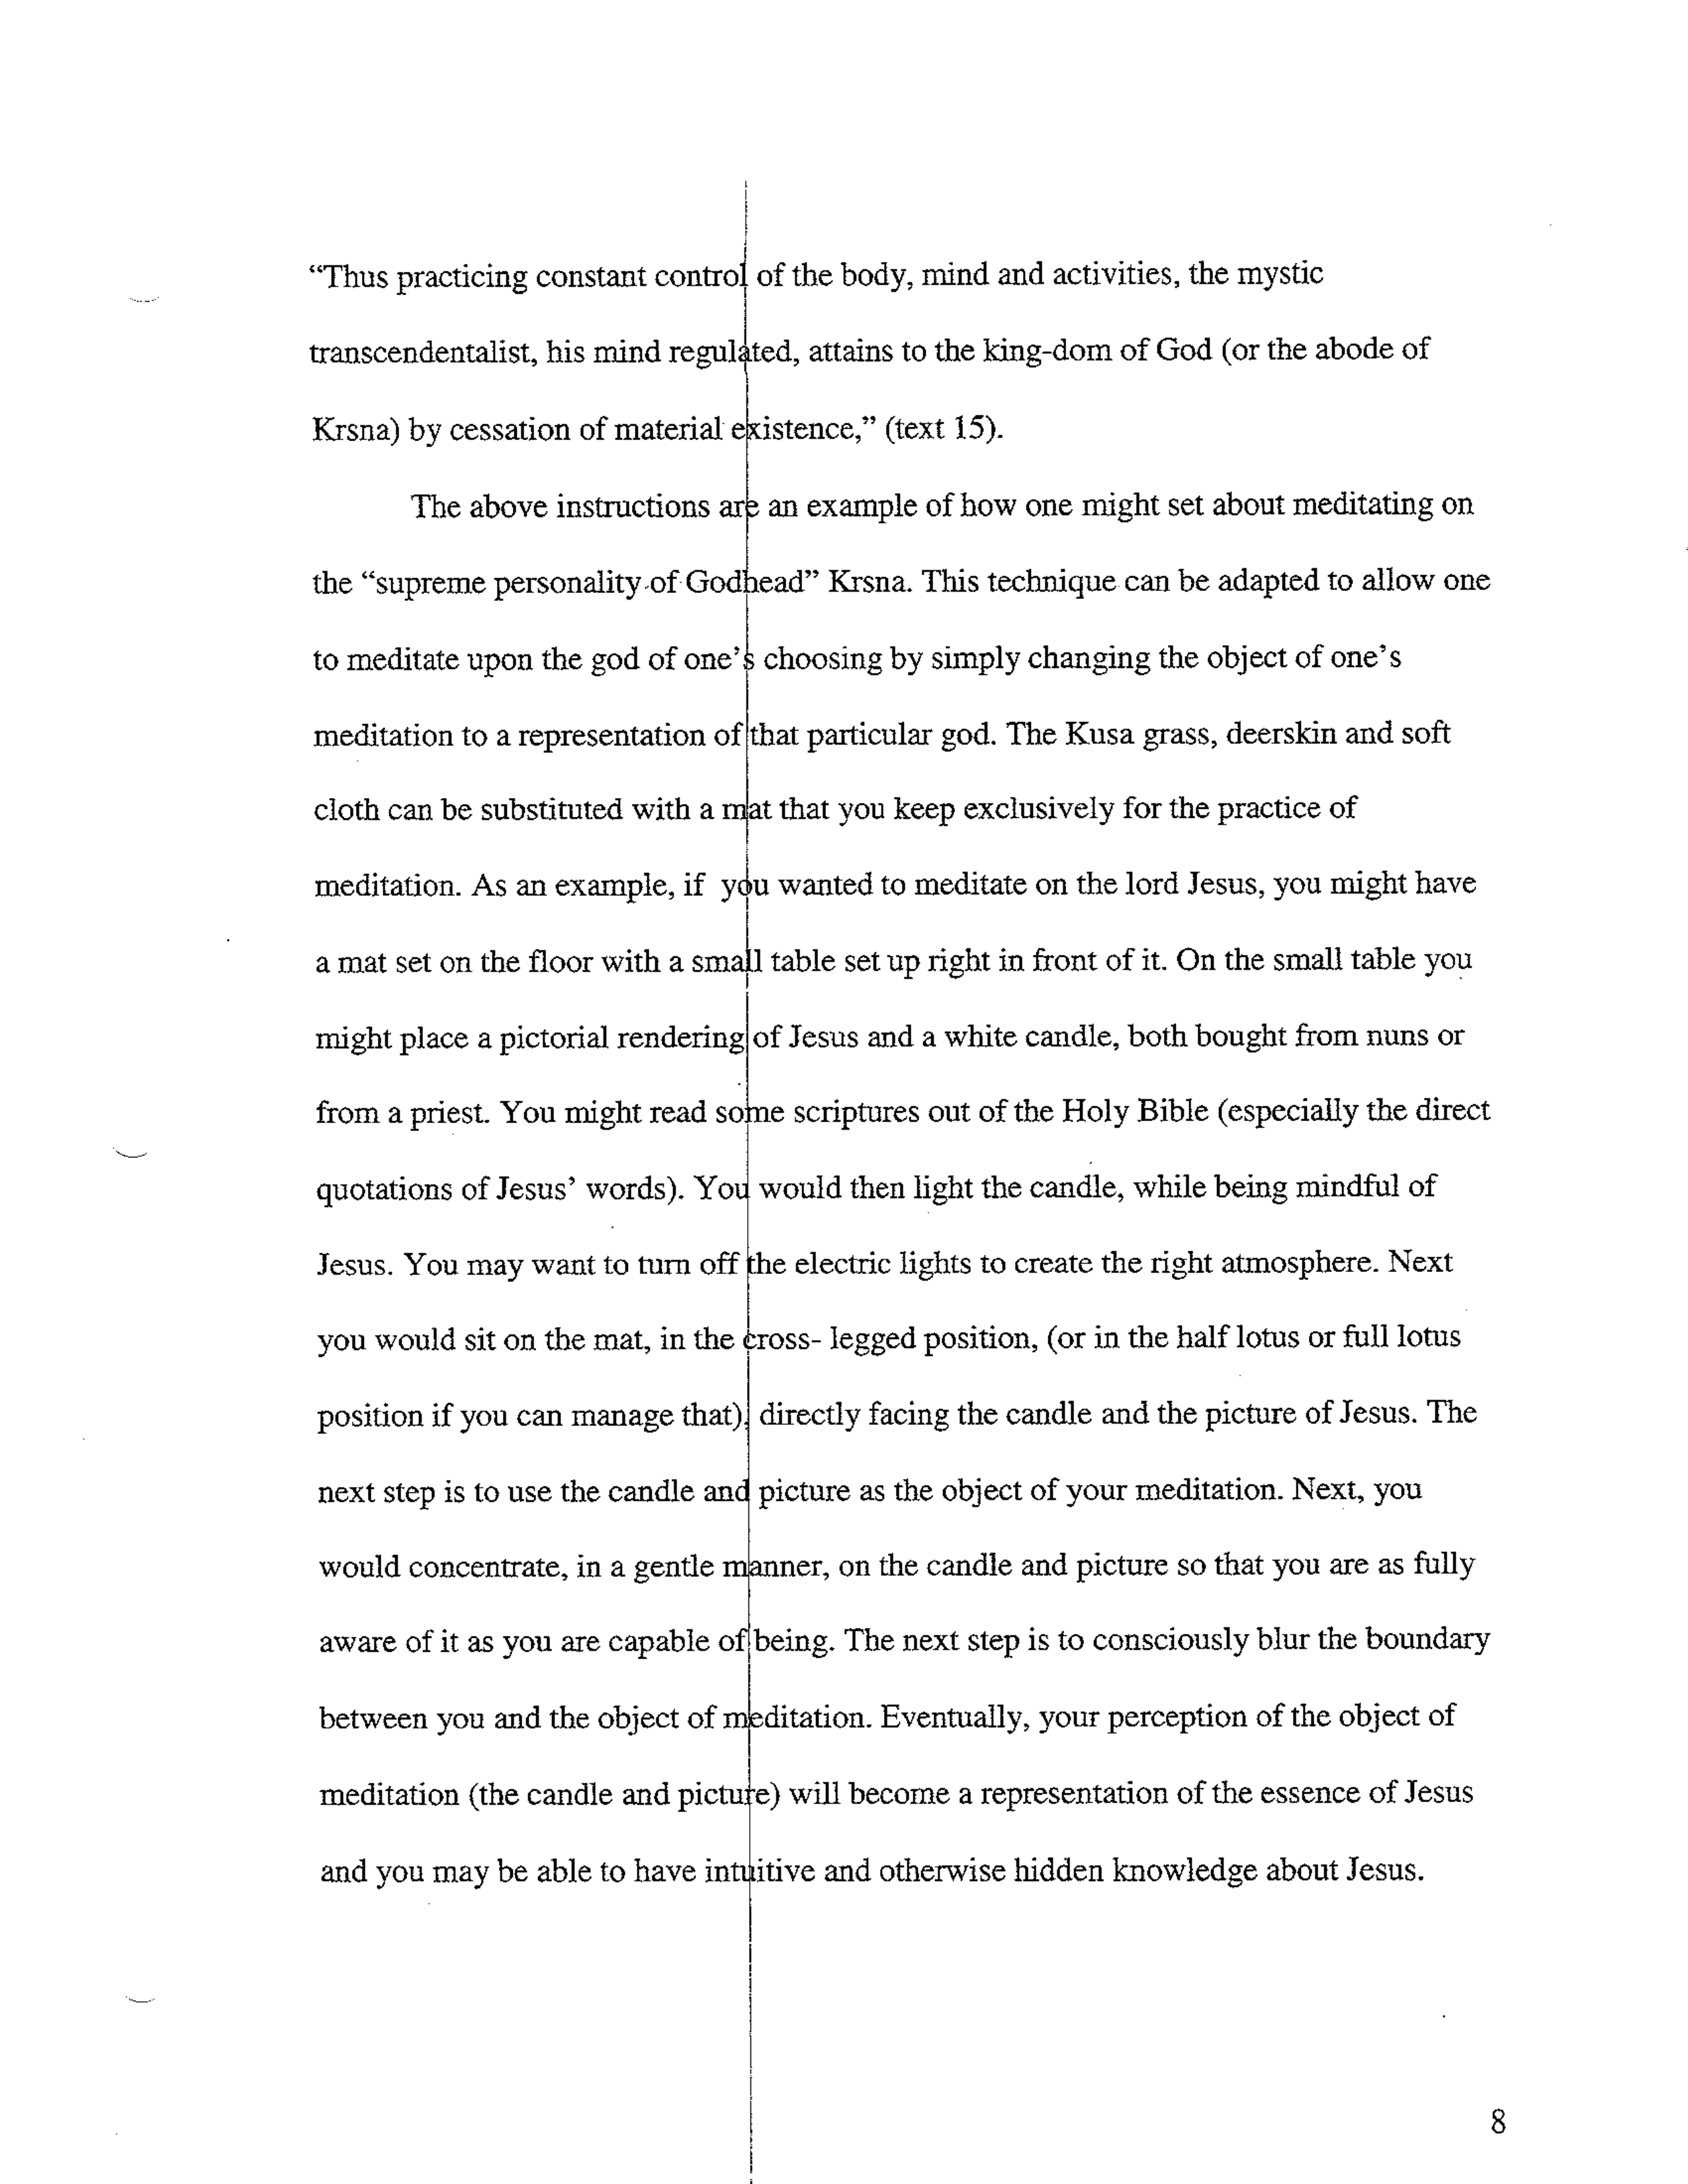 “Thus practicing constant control of the body, mind and activities, the mystic
transcendentalist, his mind regulated, attains to the king-dom of God (or the abode of
Krsna) by cessation of material existence,” (text 15).
The above instructions are an example of how one might set about meditating on
the “supreme personality of Godhead” Krsna. This technique can be adapted to allow one
to meditate upon the god of one’s choosing by simply changing the object of one’s
meditation to a representation of that particular god. The Kusa grass, deerskin and soft
cloth can be substituted with a mat that you keep exclusively for the practice of
meditation. As an example, if you wanted to meditate on the lord Jesus, you might have
a mat set on the floor with a small table set up right in front of it. On the small table you
might place a pictorial rendering of Jesus and a white candle, both bought from nuns or
from a priest. You might read some scriptures out of the Holy Bible (especially the direct
quotations of Jesus’ words). You would then light the candle, while being mindful of
Jesus. You may want to turn off the electric lights to create the right atmosphere. Next
you would sit on the mat, in the cross- legged position, (or in the half lotus or full lotus
position if you can manage that), directly facing the candle and the picture of Jesus. The
next step is to use the candle and picture as the object of your meditation. Next, you
would concentrate, in a gentle manner, on the candle and picture so that you are as fully
aware of it as you are capable of being. The next step is to consciously blur the boundary
between you and the object of meditation. Eventually, your perception of the object of
meditation (the candle and picture) will become a representation of the essence of Jesus
and you may be able to have intuitive and otherwise hidden knowledge about Jesus.
8